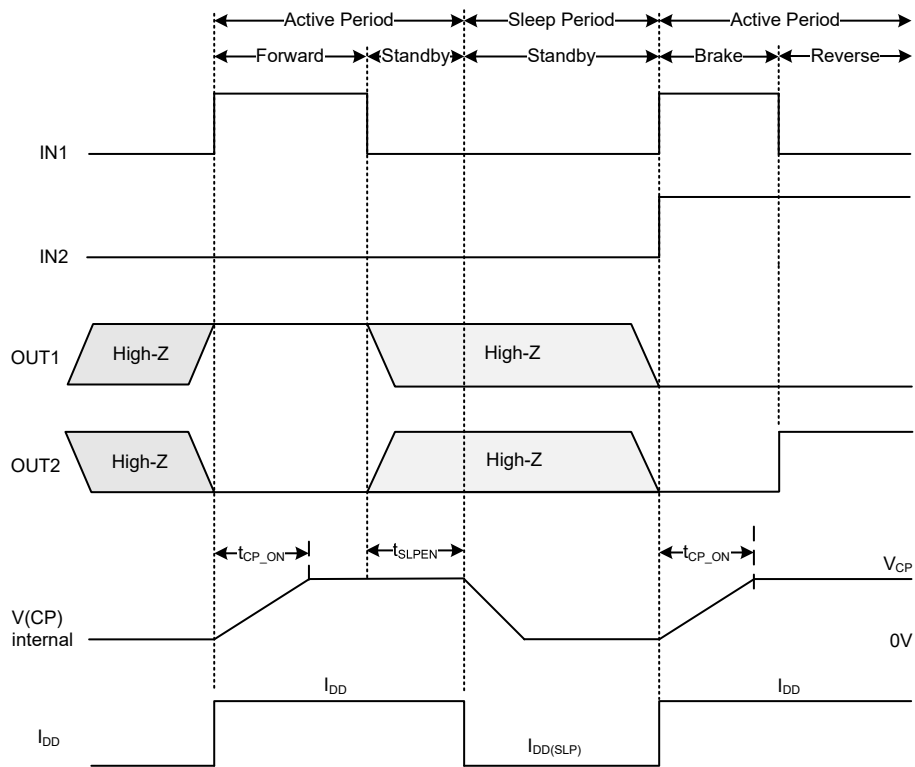 Active Period Sleep Period Active Period
Forward Standby Standby Brake Reverse
IN1
IN2
OUT1 High-Z High-Z
OUT2 High-Z High-Z
tCP_ON tSLPEN tCP_ON
VCP
V(CP)
internal
0V
IDD IDD
IDD
IDD(SLP)